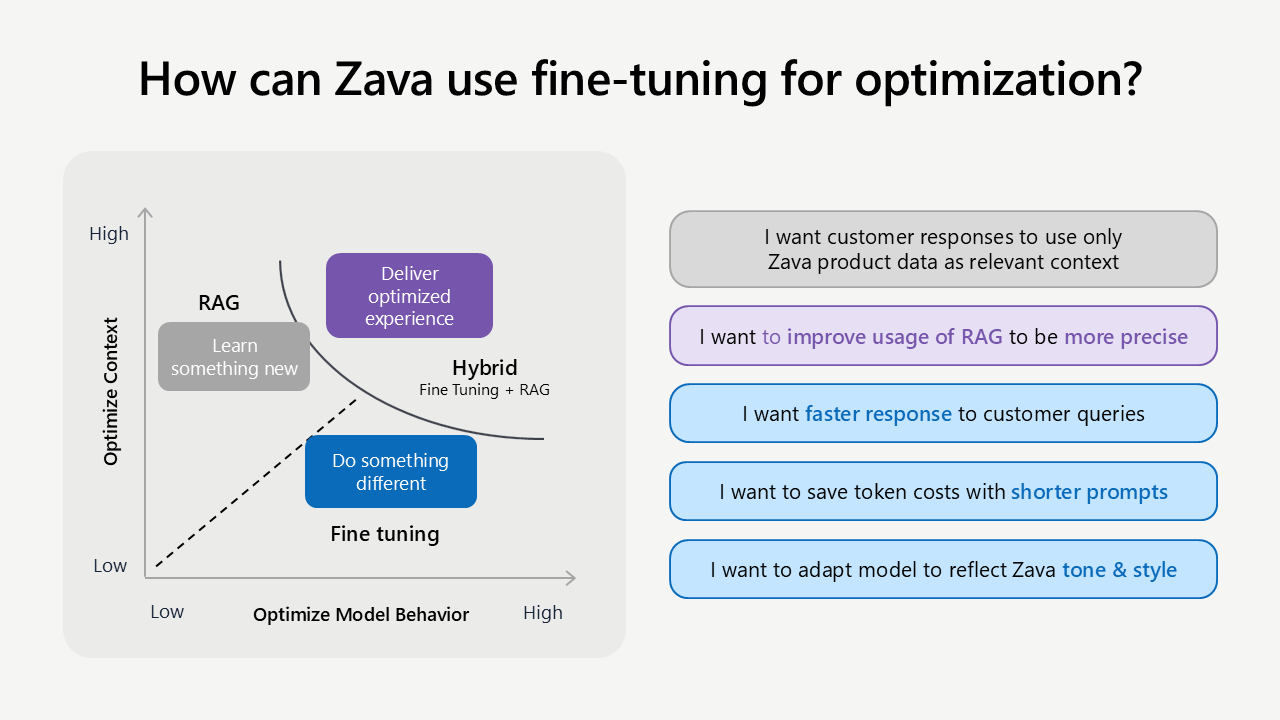 How can Zava use fine-tuning for optimization?
High
Optimize Context
Low
RAG
Learn
something new
Deliver
optimized
experience
Hybrid
Fine Tuning + RAG
Do something
different
Fine tuning
Low
Optimize Model Behavior
High
I want customer responses to use only
Zava product data as relevant context
I want to improve usage of RAG to be more precise
I want faster response to customer queries
I want to save token costs with shorter prompts
I want to adapt model to reflect Zava tone & style